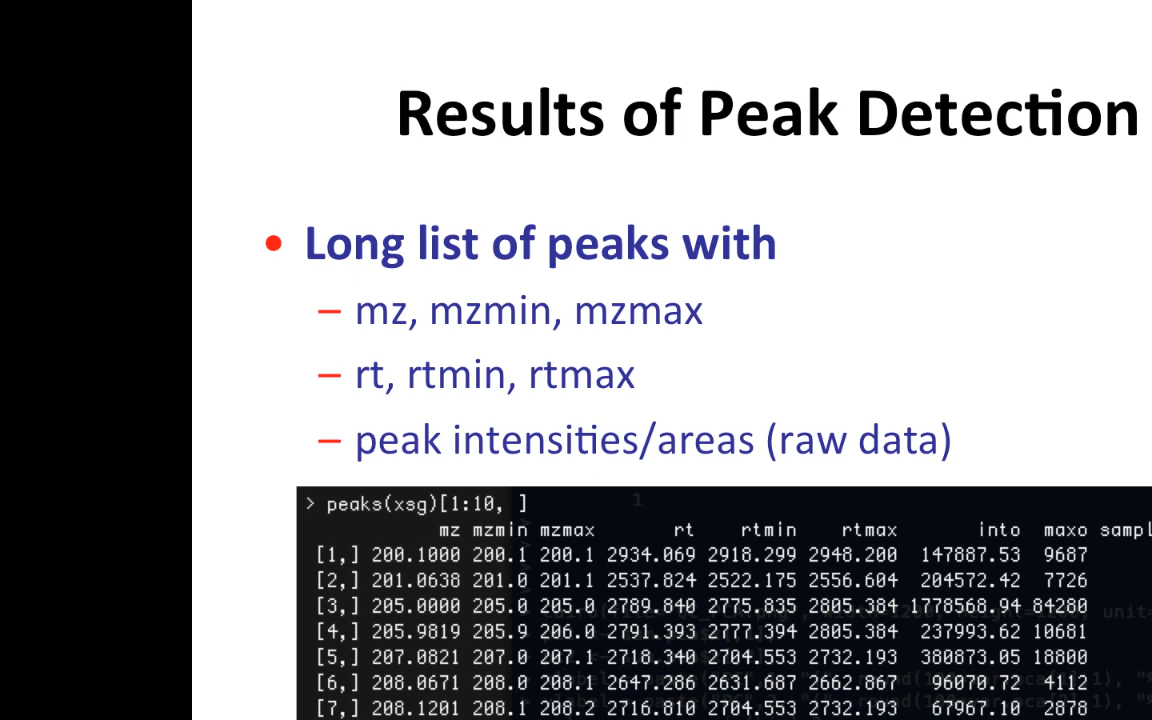 Results of Peak Detection
• Long list of peaks with
– mz, mzmin, mzmax
– rt, rtmin, rtmax
– peak intensities/areas (raw data)
> peaks(xsg)[1:10, ]
mz mzmin mzmax rt rtmin rtmax into maxo sampl
[1,] 200.1000 200.1 200.1 2934.069 2918.299 2948.200 147887.53 9687
[2,] 201.0638 201.0 201.1 2537.824 2522.175 2556.604 204572.42 7726
[3,] 205.0000 205.0 205.0 2789.840 2775.835 2805.384 1778568.94 84280
[4,] 205.9819 205.9 206.0 2791.393 2777.394 2805.384 237993.62 10681
[5,] 207.0821 207.0 207.1 2718.340 2704.553 2732.193 380873.05 18800
[6,] 208.0671 208.0 208.1 2647.286 2631.687 2662.867 96070.72 4112
[7,] 208.1201 208.1 208.2 2716.810 2704.553 2732.193 67967.10 2878